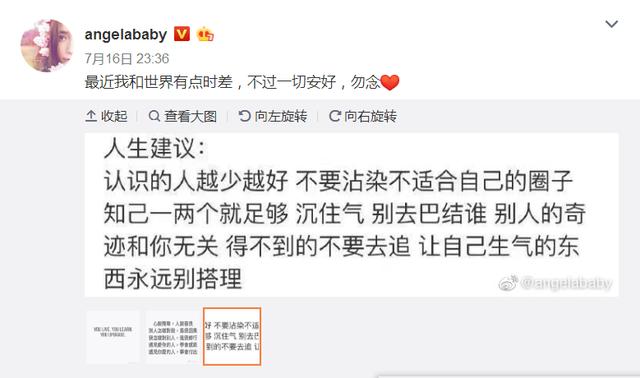 angelababy
7月16日 23:36
最近我和世界有点时差，不过一切安好，勿念❤️
收起 查看大图 向左旋转 向右旋转
人生建议：
认识的人越少越好 不要沾染不适合自己的圈子
知己一两个就足够 沉住气 别去巴结谁 别人的奇
迹和你无关 得不到的不要去追 让自己生气的东
西永远别搭理
@angelababy
YOU LIVE, YOU LEARN,
YOU UPGRADE.
好 不要沾染不适
够 沉住气 别去
到的不要去追 让